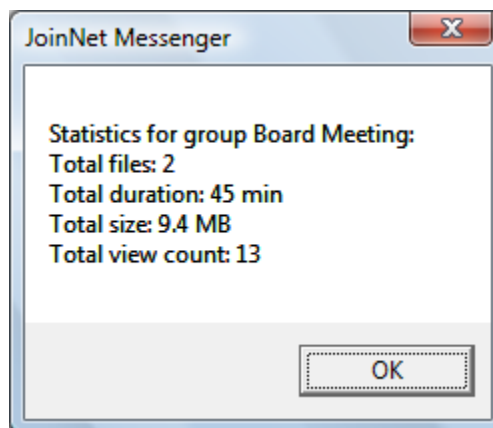 JoinNet Messenger
Statistics for group Board Meeting:
Total files: 2
Total duration: 45 min
Total size: 9.4 MB
Total view count: 13
OK